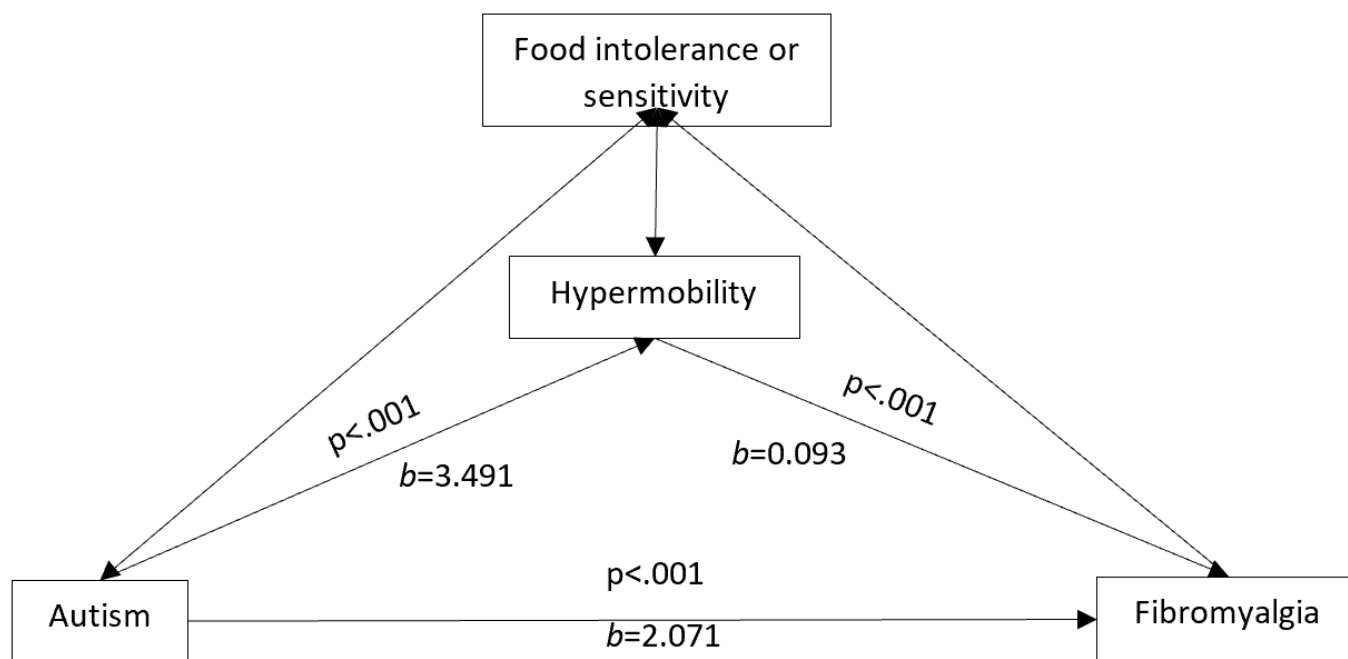 Food intolerance or
sensitivity
Hypermobility
p<.001
b=3.491
p<.001
b=0.093
p<.001
b=2.071
Autism
Fibromyalgia